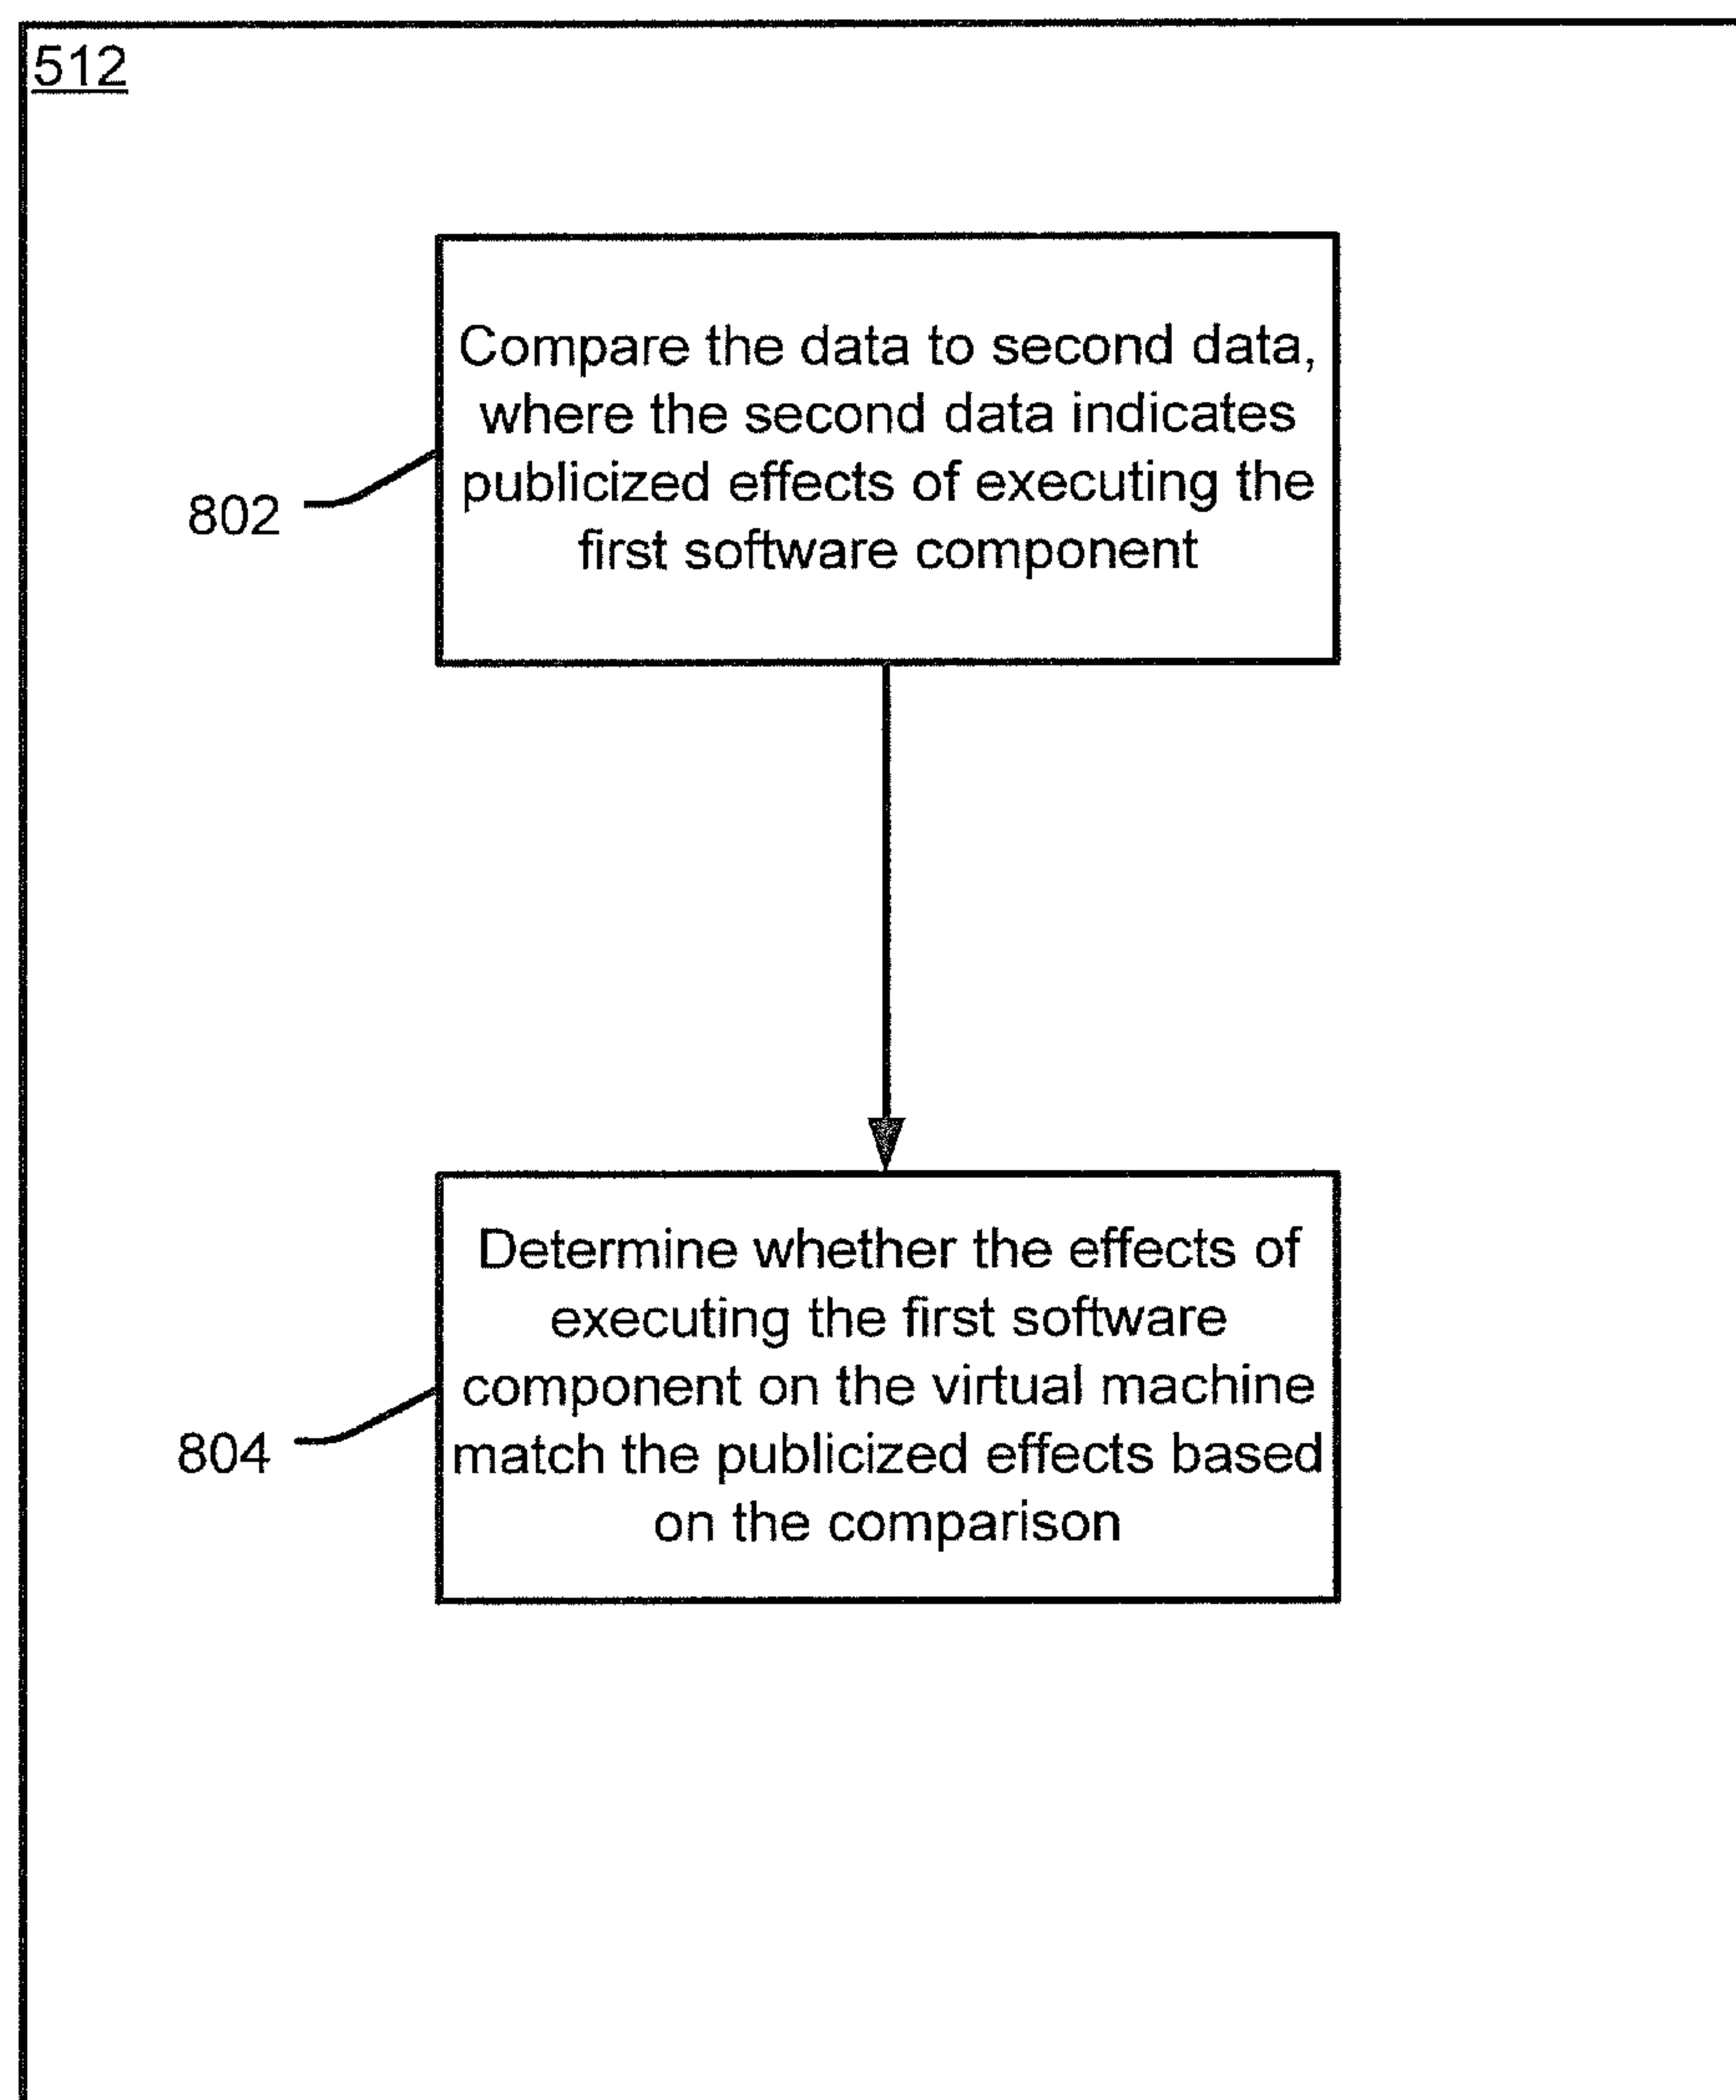 512
Compare the data to second data,
where the second data indicates
publicized effects of executing the
first software component
802
Determine whether the effects of
executing the first software
component on the virtual machine
match the publicized effects based
on the comparison
804